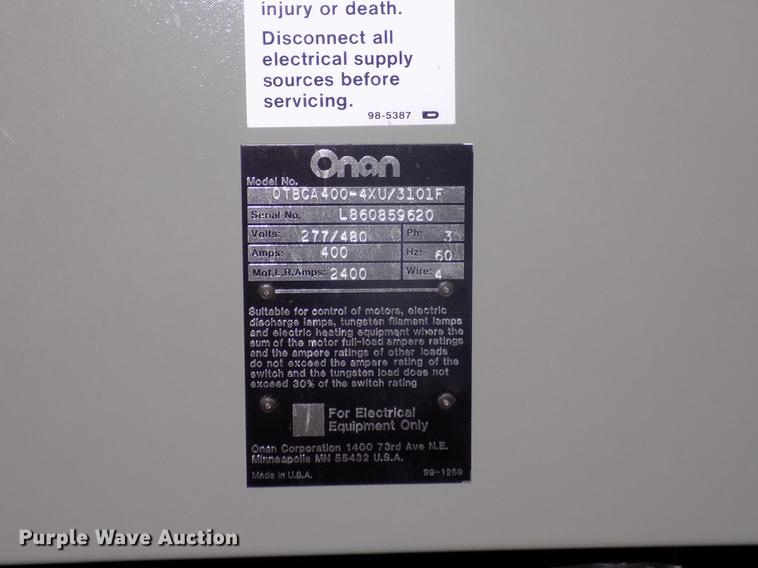 injury or death.
Disconnect all
electrical supply
sources before
servicing.
98-5387 D
Onan
Model No.
OTBCA400-4XU/3101F
Serial No. L860859620
Volts: 277/480 Ph: 3
Amps: 400 Hz: 60
Mot.L.R.Amps: 2400 Wire: 4
Suitable for control of motors, electric
discharge lamps, tungsten filament lamps
and electric heating equipment where the
sum of the motor full-load ampere ratings
and the ampere ratings of other loads
do not exceed the ampere rating of the
switch and the tungsten load does not
exceed 30% of the switch rating
For Electrical
Equipment Only
Onan Corporation 1400 73rd Ave N.E.
Minneapolis MN 55432 U.S.A.
Made in U.S.A. 99-1269
Purple Wave Auction